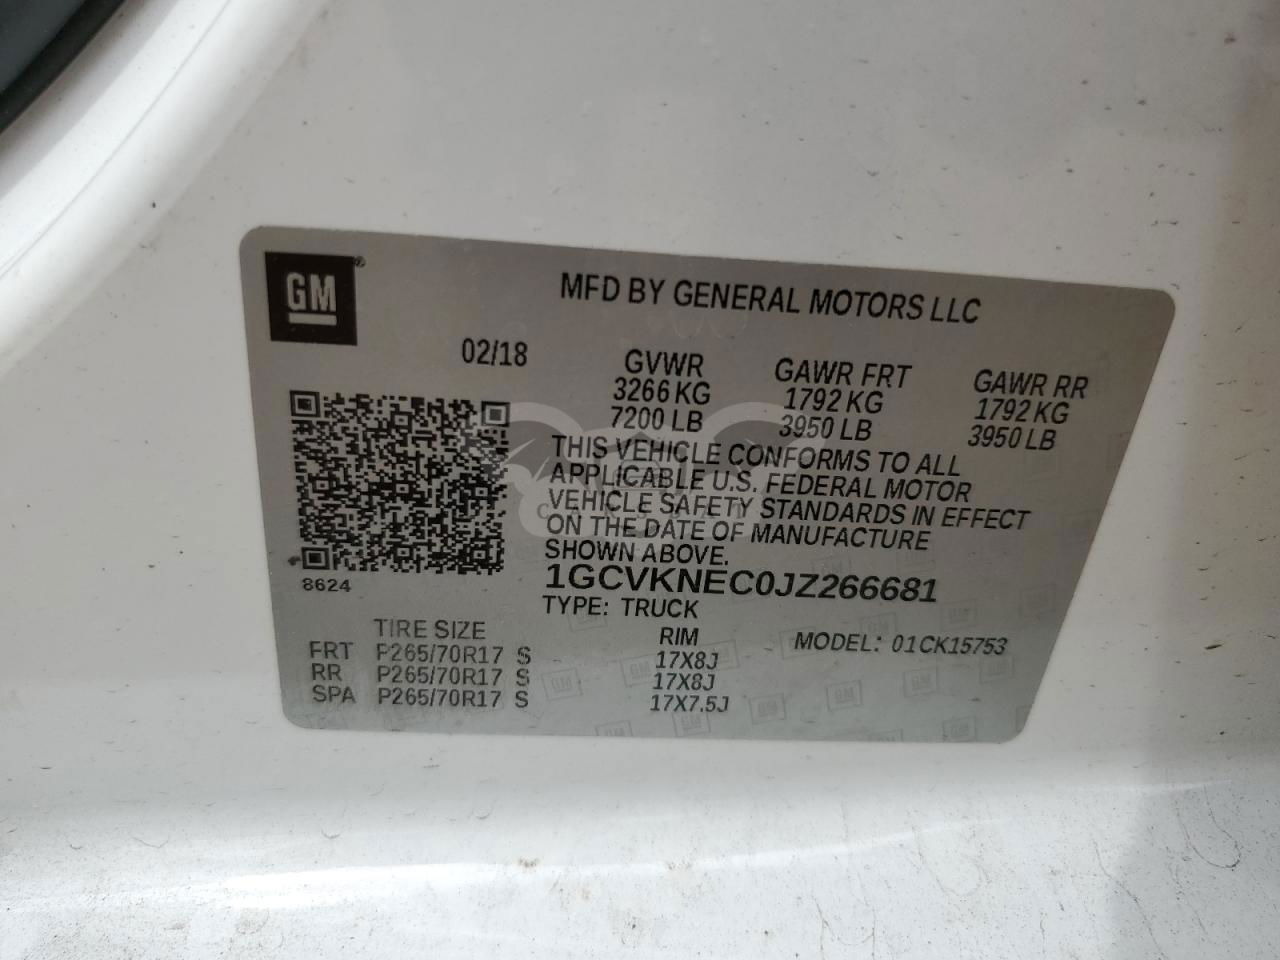 GM
MFD BY GENERAL MOTORS LLC
02/18
GVWR GAWR FRT GAWR RR
3266 KG 1792 KG 1792 KG
7200 LB 3950 LB 3950 LB
THIS VEHICLE CONFORMS TO ALL
APPLICABLE U.S. FEDERAL MOTOR
VEHICLE SAFETY STANDARDS IN EFFECT
ON THE DATE OF MANUFACTURE
SHOWN ABOVE.
8624
1GCVKNEC0JZ266681
TYPE: TRUCK
TIRE SIZE RIM MODEL: 01CK15753
FRT P265/70R17 S 17X8J
RR P265/70R17 S 17X8J
SPA P265/70R17 S 17X7.5J